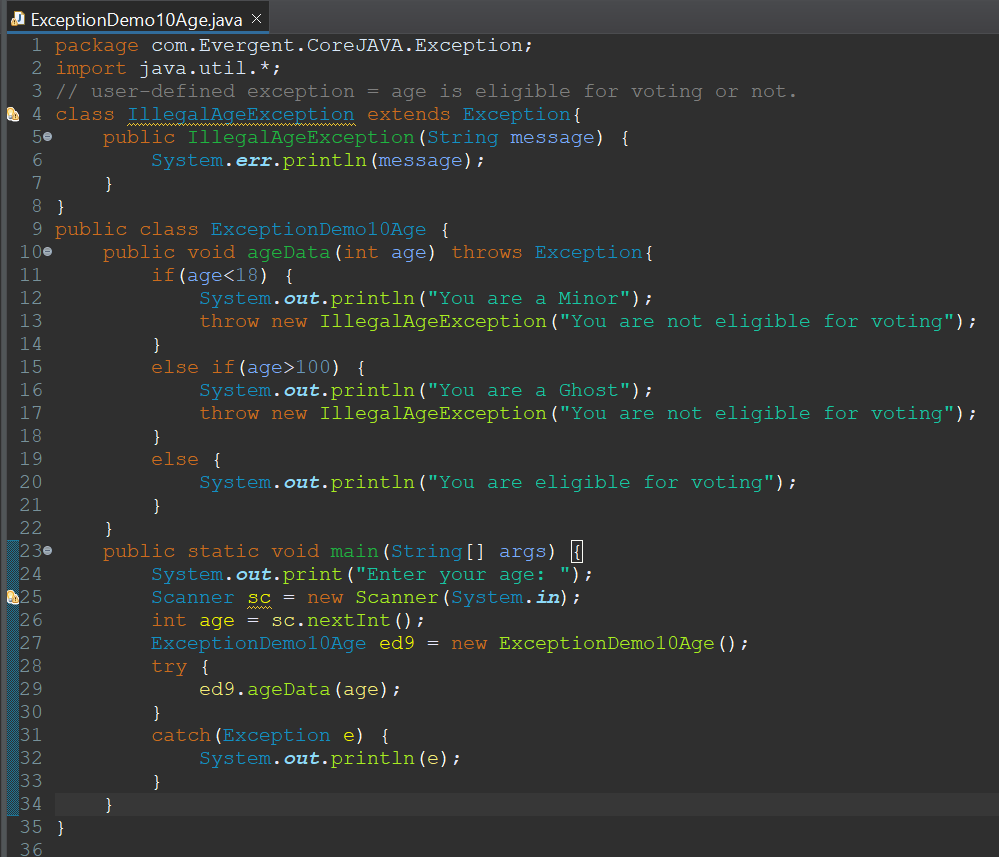 ExceptionDemo10Age.java ×
1 package com.Evergent.CoreJAVA.Exception;
2 import java.util.*;
3 // user-defined exception = age is eligible for voting or not.
4 class IllegalAgeException extends Exception{
5     public IllegalAgeException(String message) {
6         System.err.println(message);
7     }
8 }
9 public class ExceptionDemo10Age {
10     public void ageData(int age) throws Exception{
11         if(age<18) {
12             System.out.println("You are a Minor");
13             throw new IllegalAgeException("You are not eligible for voting");
14         }
15         else if(age>100) {
16             System.out.println("You are a Ghost");
17             throw new IllegalAgeException("You are not eligible for voting");
18         }
19         else {
20             System.out.println("You are eligible for voting");
21         }
22     }
23     public static void main(String[] args) {
24         System.out.print("Enter your age: ");
25         Scanner sc = new Scanner(System.in);
26         int age = sc.nextInt();
27         ExceptionDemo10Age ed9 = new ExceptionDemo10Age();
28         try {
29             ed9.ageData(age);
30         }
31         catch(Exception e) {
32             System.out.println(e);
33         }
34     }
35 }
36